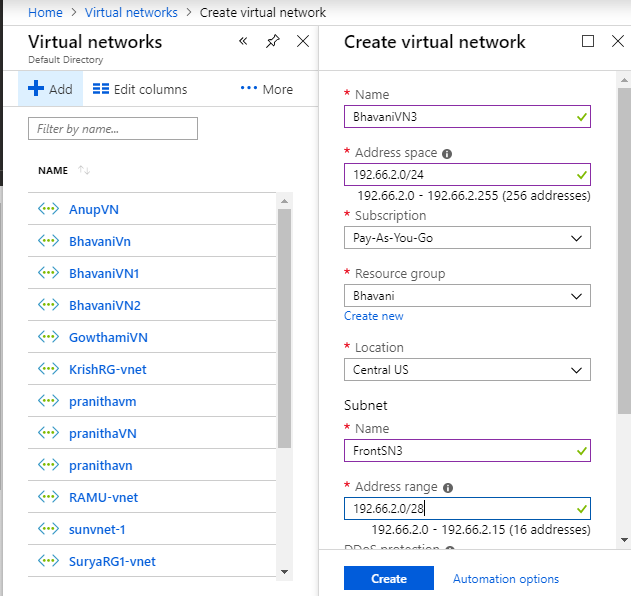 Home > Virtual networks > Create virtual network
Virtual networks
Default Directory
Add
Edit columns
More
Filter by name...
NAME
AnupVN
BhavaniVn
BhavaniVN1
BhavaniVN2
GowthamiVN
KrishRG-vnet
pranithavm
pranithaVN
pranithavn
RAMU-vnet
sunvnet-1
SuryaRG1-vnet
Create virtual network
* Name
BhavaniVN3
* Address space
192.66.2.0/24
192.66.2.0 - 192.66.2.255 (256 addresses)
* Subscription
Pay-As-You-Go
* Resource group
Bhavani
Create new
* Location
Central US
Subnet
* Name
FrontSN3
* Address range
192.66.2.0/28
192.66.2.0 - 192.66.2.15 (16 addresses)
DDoS protection
Create
Automation options